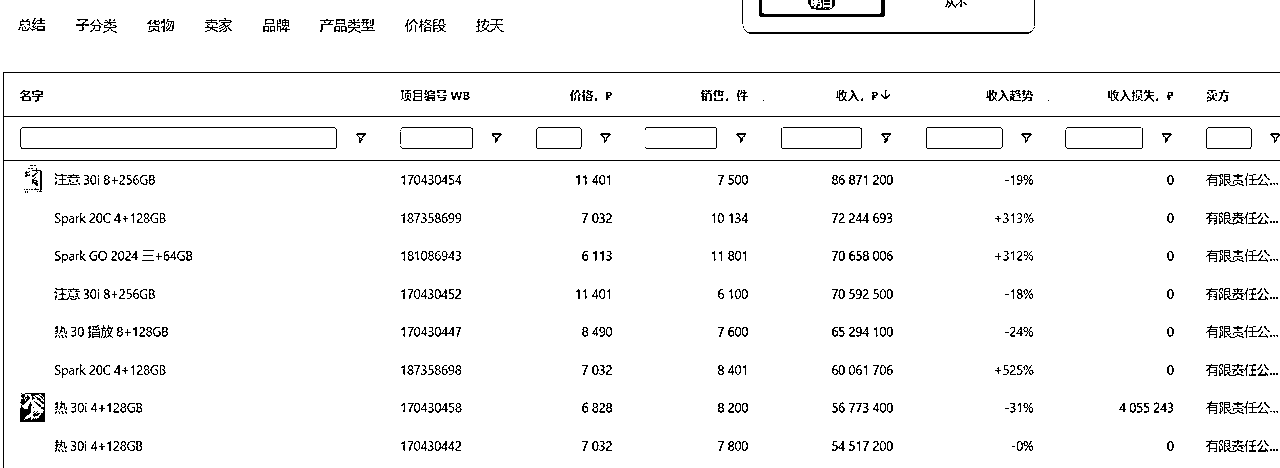 项目
从不
总结 子分类 货物 卖家 品牌 产品类型 价格段 按天
名字 项目编号 WB 价格，₽ 销售，件 收入，₽ ↓ 收入趋势 收入损失，₽ 卖方
注意 30i 8+256GB 170430454 11 401 7 500 86 871 200 -19% 0 有限责任公...
Spark 20C 4+128GB 187358699 7 032 10 134 72 244 693 +313% 0 有限责任公...
Spark GO 2024 三+64GB 181086943 6 113 11 801 70 658 006 +312% 0 有限责任公...
注意 30i 8+256GB 170430452 11 401 6 100 70 592 500 -18% 0 有限责任公...
热 30 播放 8+128GB 170430447 8 490 7 600 65 294 100 -24% 0 有限责任公...
Spark 20C 4+128GB 187358698 7 032 8 401 60 061 706 +525% 0 有限责任公...
热 30i 4+128GB 170430458 6 828 8 200 56 773 400 -31% 4 055 243 有限责任公...
热 30i 4+128GB 170430442 7 032 7 800 54 517 200 -0% 0 有限责任公...